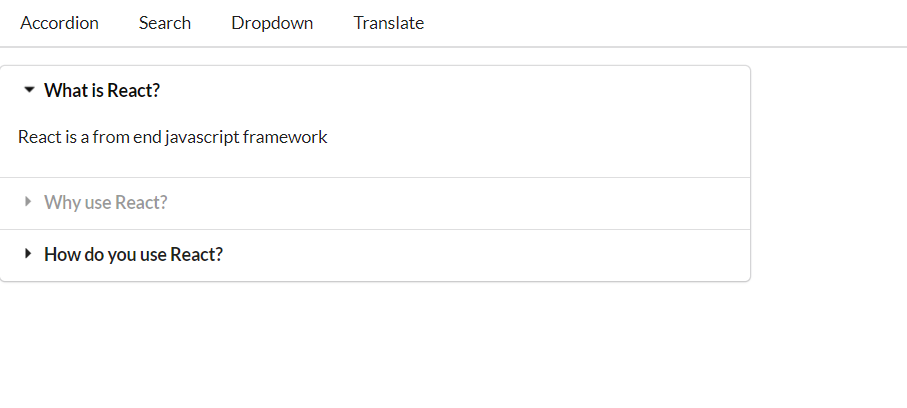 Accordion Search Dropdown Translate
What is React?
React is a from end javascript framework
Why use React?
How do you use React?